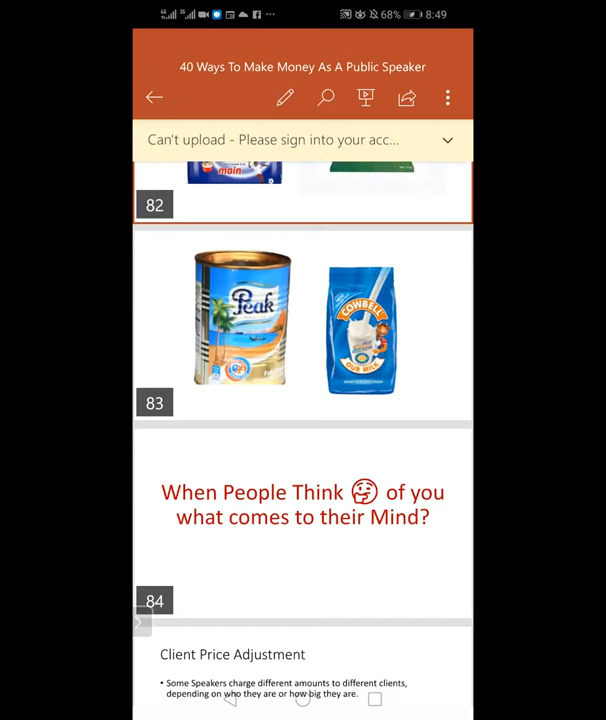 68% 8:49
40 Ways To Make Money As A Public Speaker
Can't upload - Please sign into your acc...
main
82
Peak
COWBELL
OUR MILK
83
When People Think 🤔 of you
what comes to their Mind?
84
Client Price Adjustment
• Some Speakers charge different amounts to different clients,
depending on who they are or how big they are.